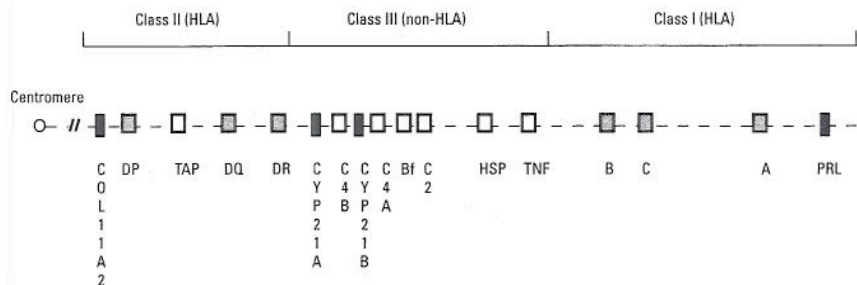 Class II (HLA) Class III (non-HLA) Class I (HLA)
Centromere
COL11A2 DP TAP DQ DR CYP21A C4B CYP21B C4A Bf C2 HSP TNF B C A PRL